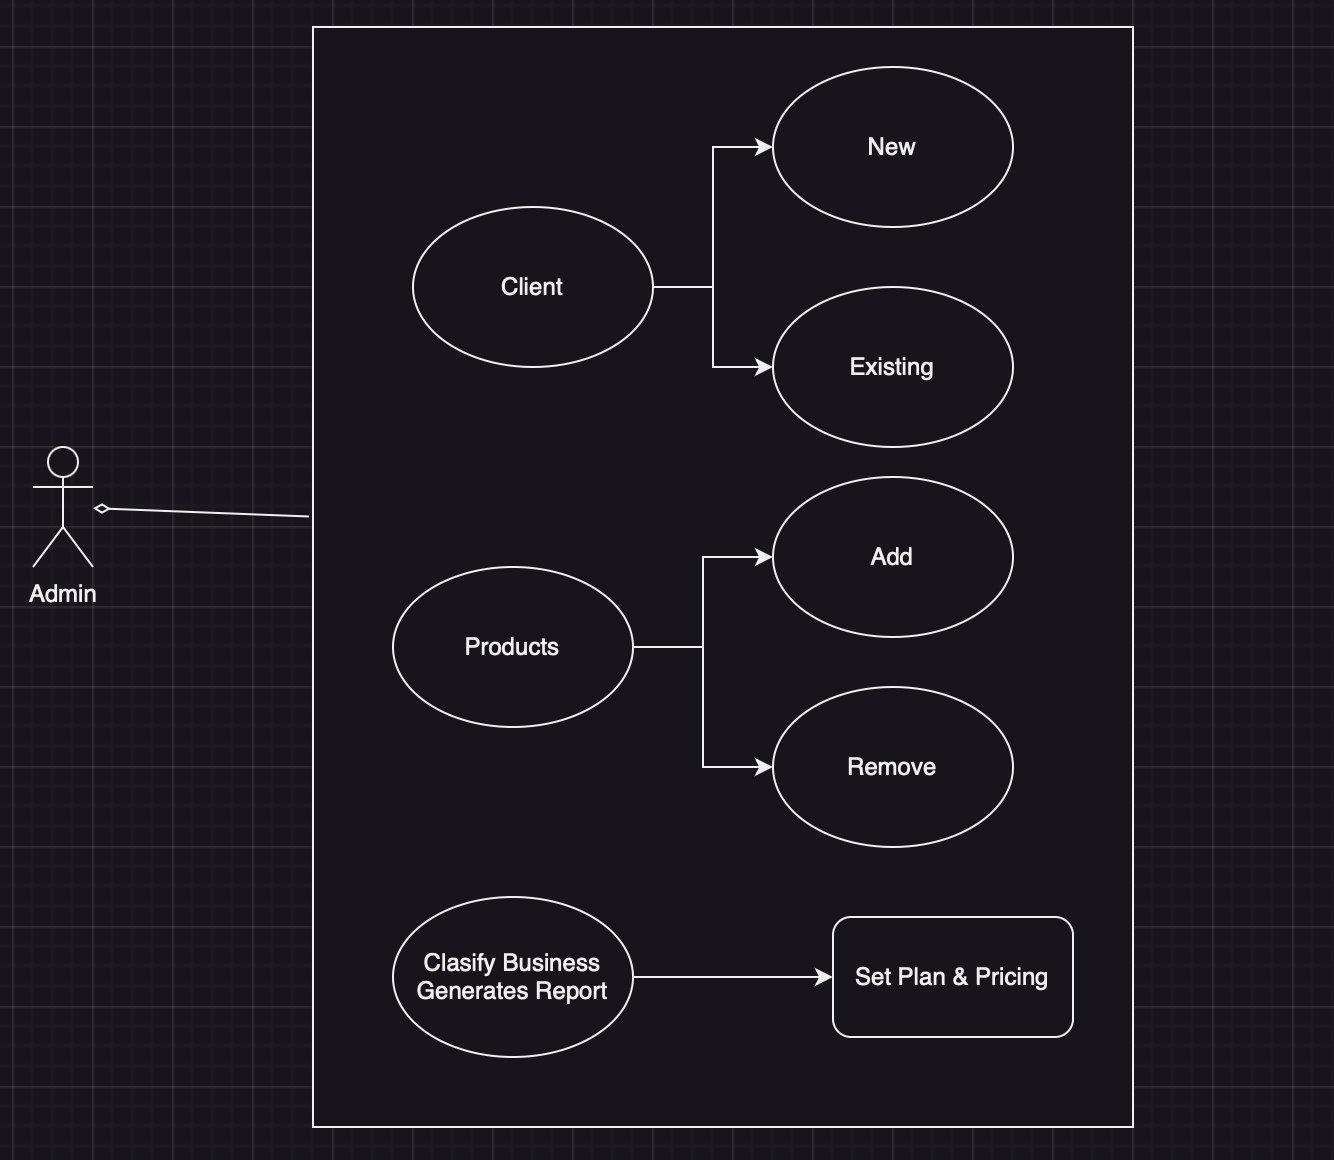 New
Client
Existing
Admin
Add
Products
Remove
Clasify Business
Generates Report
Set Plan & Pricing